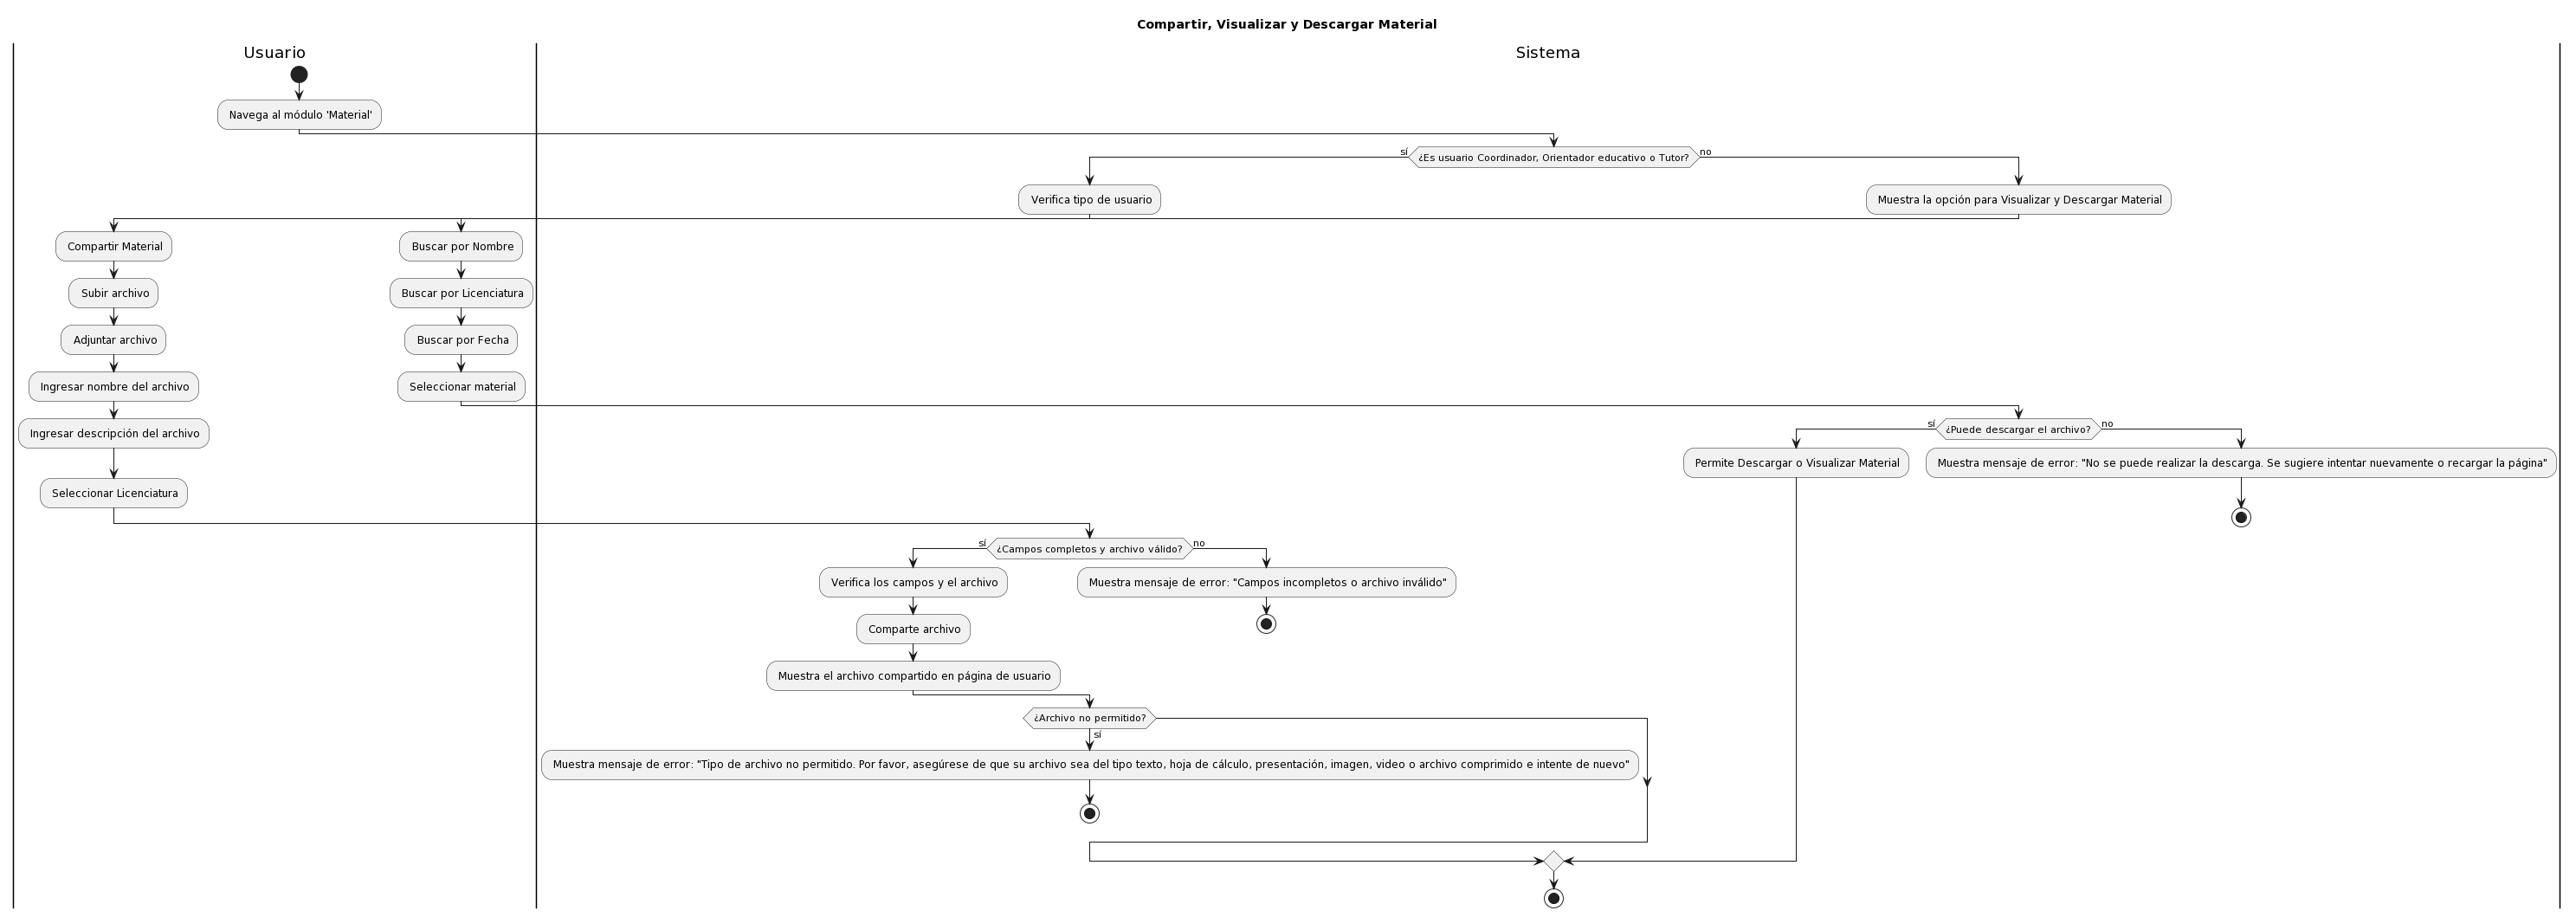 Compartir, Visualizar y Descargar Material
Usuario
Sistema
Navega al módulo 'Material'
¿Es usuario Coordinador, Orientador educativo o Tutor?
sí
no
Verifica tipo de usuario
Muestra la opción para Visualizar y Descargar Material
Compartir Material
Buscar por Nombre
Subir archivo
Buscar por Licenciatura
Adjuntar archivo
Buscar por Fecha
Ingresar nombre del archivo
Seleccionar material
Ingresar descripción del archivo
sí
¿Puede descargar el archivo?
no
Permite Descargar o Visualizar Material
Muestra mensaje de error: "No se puede realizar la descarga. Se sugiere intentar nuevamente o recargar la página"
Seleccionar Licenciatura
sí
¿Campos completos y archivo válido?
no
Verifica los campos y el archivo
Muestra mensaje de error: "Campos incompletos o archivo inválido"
Comparte archivo
Muestra el archivo compartido en página de usuario
¿Archivo no permitido?
sí
Muestra mensaje de error: "Tipo de archivo no permitido. Por favor, asegúrese de que su archivo sea del tipo texto, hoja de cálculo, presentación, imagen, video o archivo comprimido e intente de nuevo"